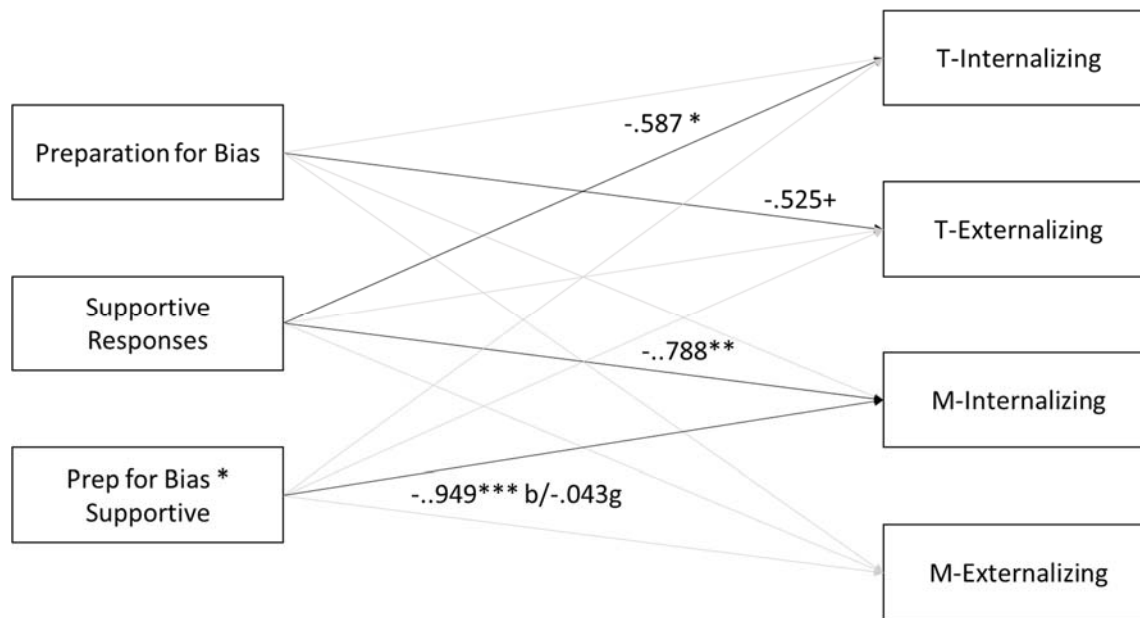 T-Internalizing
-.587 *
Preparation for Bias
-.525+
T-Externalizing
Supportive
Responses
-..788**
M-Internalizing
Prep for Bias *
Supportive
-..949*** b/-.043g
M-Externalizing